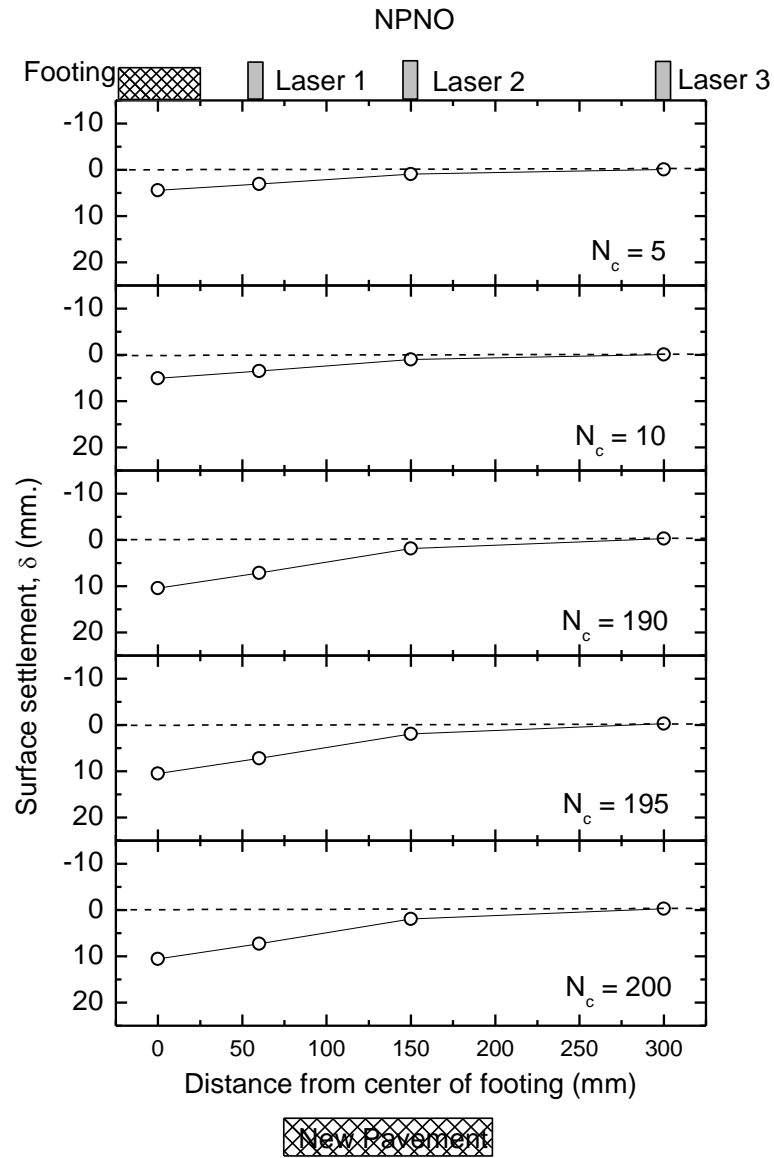 NPNO
Footing Laser 1 Laser 2 Laser 3
-10
0
10
20
N_c = 5
-10
0
10
20
N_c = 10
-10
0
10
20
N_c = 190
-10
0
10
20
N_c = 195
-10
0
10
20
N_c = 200
Surface settlement, δ (mm.)
0 50 100 150 200 250 300
Distance from center of footing (mm)
New Pavement